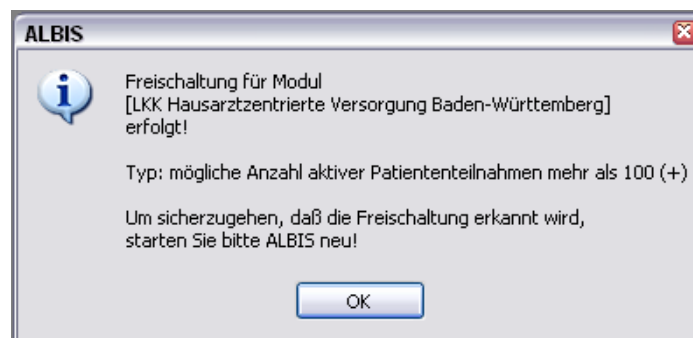 ALBIS
Freischaltung für Modul
[LKK Hausarztzentrierte Versorgung Baden-Württemberg]
erfolgt!
Typ: mögliche Anzahl aktiver Patiententeilnahmen mehr als 100 (+)
Um sicherzugehen, daß die Freischaltung erkannt wird,
starten Sie bitte ALBIS neu!
OK